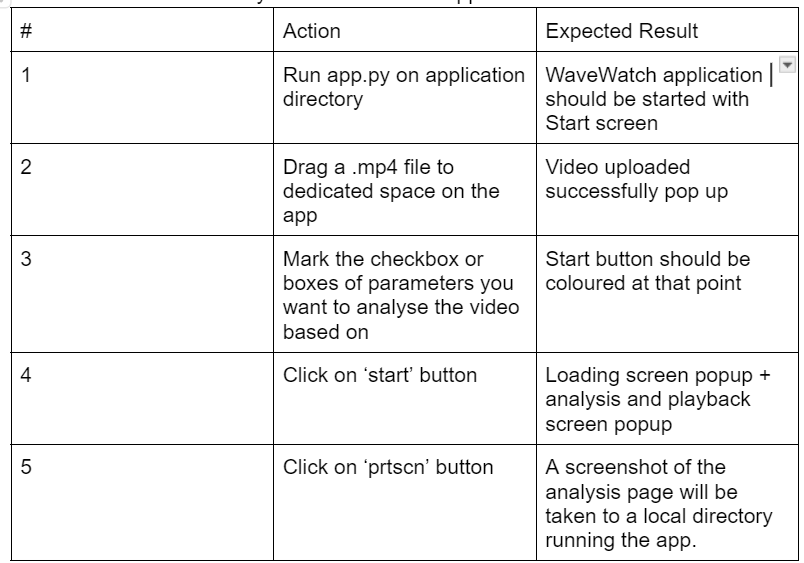 # Action Expected Result
1 Run app.py on application WaveWatch application
directory should be started with
Start screen
2 Drag a .mp4 file to Video uploaded
dedicated space on the successfully pop up
app
3 Mark the checkbox or Start button should be
boxes of parameters you coloured at that point
want to analyse the video
based on
4 Click on ‘start’ button Loading screen popup +
analysis and playback
screen popup
5 Click on ‘prtscn’ button A screenshot of the
analysis page will be
taken to a local directory
running the app.